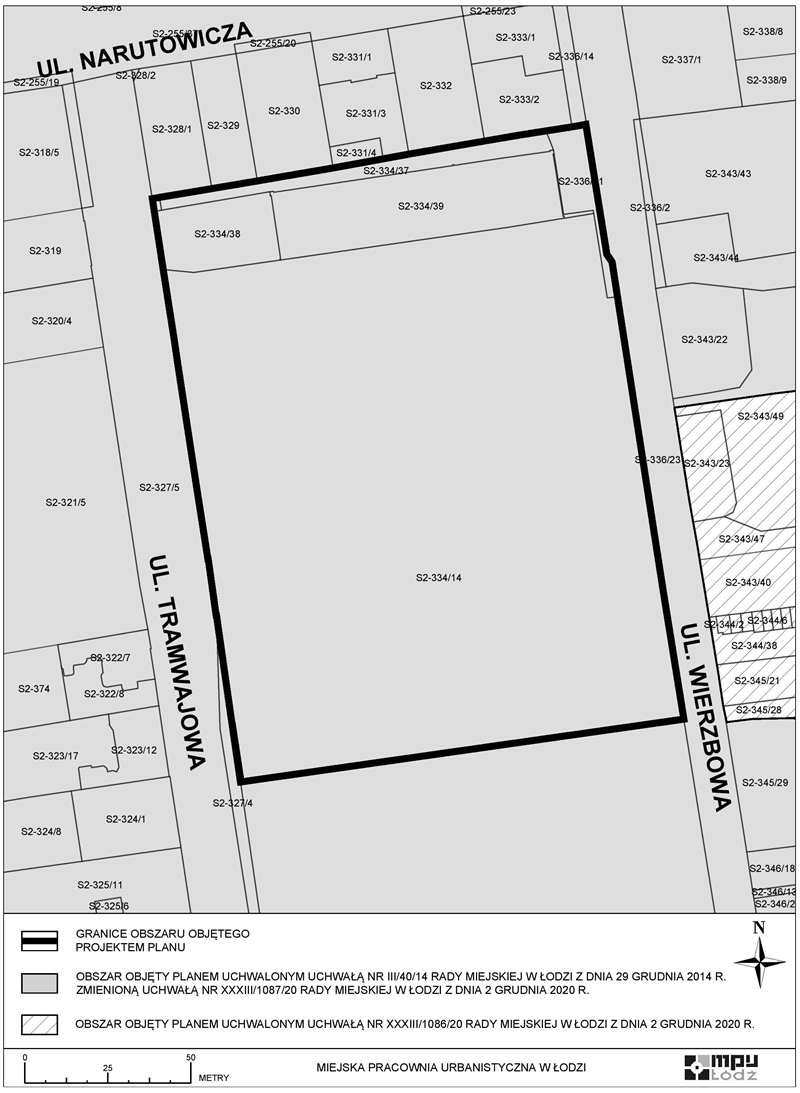 S2-255/8
S2-255/23
S2-338/8
UL. NARUTOWICZA
S2-255/20
S2-333/1
S2-331/1
S2-336/14
S2-337/1
S2-255/19
S2-328/2
S2-332
S2-338/9
S2-333/2
S2-330
S2-331/3
S2-328/1
S2-329
S2-318/5
S2-331/4
S2-334/37
S2-343/43
S2-334/39
S2-336/2
S2-334/38
S2-319
S2-343/44
S2-320/4
S2-343/22
S2-343/49
S2-336/23
S2-343/23
S2-327/5
S2-321/5
S2-343/47
S2-334/14
S2-343/40
UL. TRAMWAJOWA
S2-344/2
S2-344/6
UL. WIERZBOWA
S2-344/38
S2-322/7
S2-374
S2-322/8
S2-345/21
S2-345/28
S2-323/12
S2-323/17
S2-345/29
S2-327/4
S2-324/1
S2-324/8
S2-346/18
S2-325/11
S2-325/6
GRANICE OBSZARU OBJĘTEGO
PROJEKTEM PLANU
N
OBSZAR OBJĘTY PLANEM UCHWALONYM UCHWAŁĄ NR III/40/14 RADY MIEJSKIEJ W ŁODZI Z DNIA 29 GRUDNIA 2014 R.
ZMIENIONĄ UCHWAŁĄ NR XXXIII/1087/20 RADY MIEJSKIEJ W ŁODZI Z DNIA 2 GRUDNIA 2020 R.
OBSZAR OBJĘTY PLANEM UCHWALONYM UCHWAŁĄ NR XXXIII/1086/20 RADY MIEJSKIEJ W ŁODZI Z DNIA 2 GRUDNIA 2020 R.
0 25 50
METRY
MIEJSKA PRACOWNIA URBANISTYCZNA W ŁODZI
mpu
Łódź